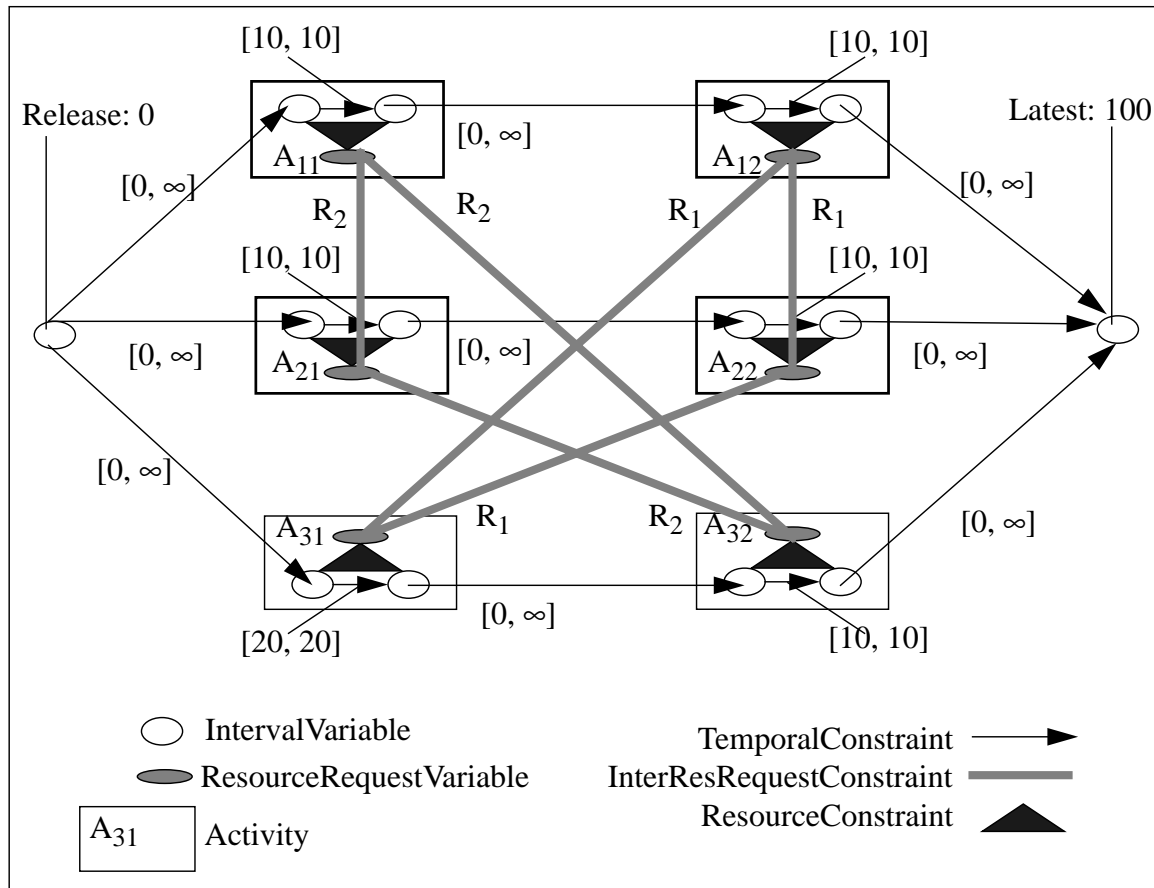 [10, 10]
[10, 10]
Release: 0
Latest: 100
[0, ∞]
A11
A12
[0, ∞]
[0, ∞]
R2
R2
R1
R1
[10, 10]
[10, 10]
[0, ∞]
A21
[0, ∞]
A22
[0, ∞]
[0, ∞]
A31
R1
R2
A32
[0, ∞]
[0, ∞]
[20, 20]
[10, 10]
IntervalVariable
TemporalConstraint
ResourceRequestVariable
InterResRequestConstraint
ResourceConstraint
A31
Activity